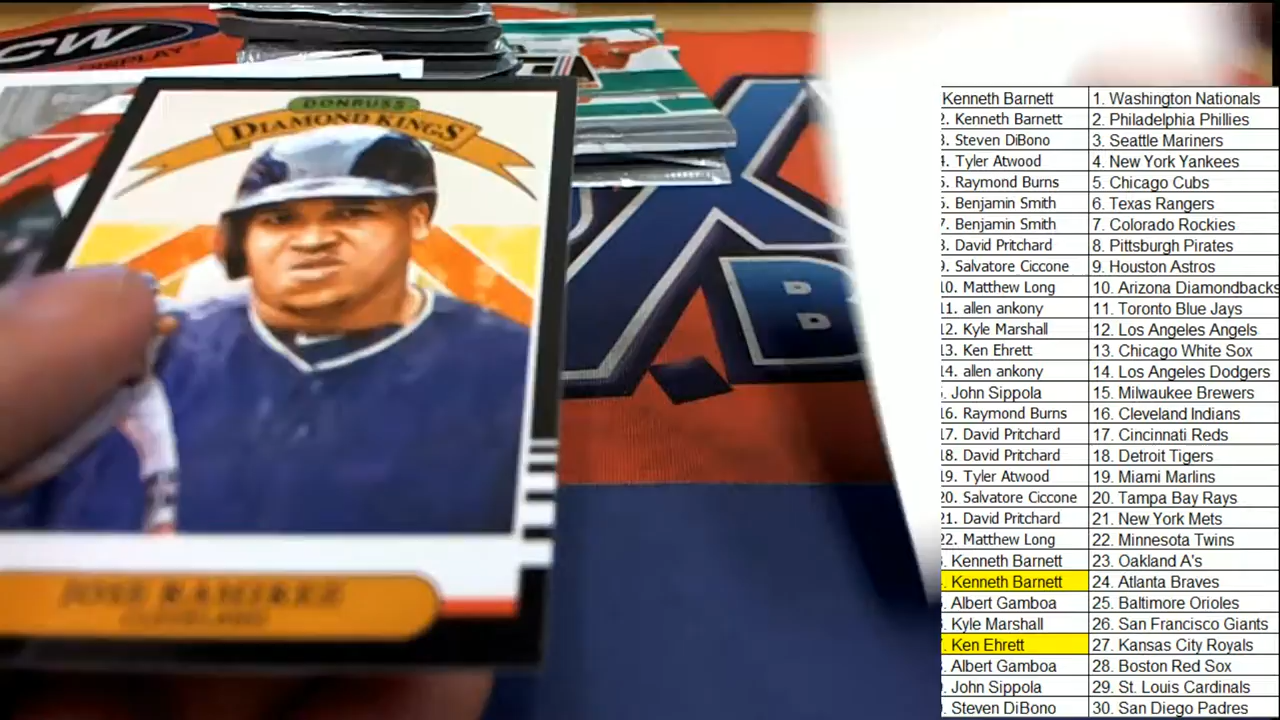 CW
DISPLAY
DONRUSS
DIAMOND KINGS
JOSE RAMIREZ
CLEVELAND
B
Kenneth Barnett 1. Washington Nationals
2. Kenneth Barnett 2. Philadelphia Phillies
3. Steven DiBono 3. Seattle Mariners
4. Tyler Atwood 4. New York Yankees
5. Raymond Burns 5. Chicago Cubs
6. Benjamin Smith 6. Texas Rangers
7. Benjamin Smith 7. Colorado Rockies
8. David Pritchard 8. Pittsburgh Pirates
9. Salvatore Ciccone 9. Houston Astros
10. Matthew Long 10. Arizona Diamondbacks
11. allen ankony 11. Toronto Blue Jays
12. Kyle Marshall 12. Los Angeles Angels
13. Ken Ehrett 13. Chicago White Sox
14. allen ankony 14. Los Angeles Dodgers
. John Sippola 15. Milwaukee Brewers
16. Raymond Burns 16. Cleveland Indians
17. David Pritchard 17. Cincinnati Reds
18. David Pritchard 18. Detroit Tigers
19. Tyler Atwood 19. Miami Marlins
20. Salvatore Ciccone 20. Tampa Bay Rays
21. David Pritchard 21. New York Mets
22. Matthew Long 22. Minnesota Twins
. Kenneth Barnett 23. Oakland A's
. Kenneth Barnett 24. Atlanta Braves
. Albert Gamboa 25. Baltimore Orioles
. Kyle Marshall 26. San Francisco Giants
. Ken Ehrett 27. Kansas City Royals
. Albert Gamboa 28. Boston Red Sox
. John Sippola 29. St. Louis Cardinals
. Steven DiBono 30. San Diego Padres